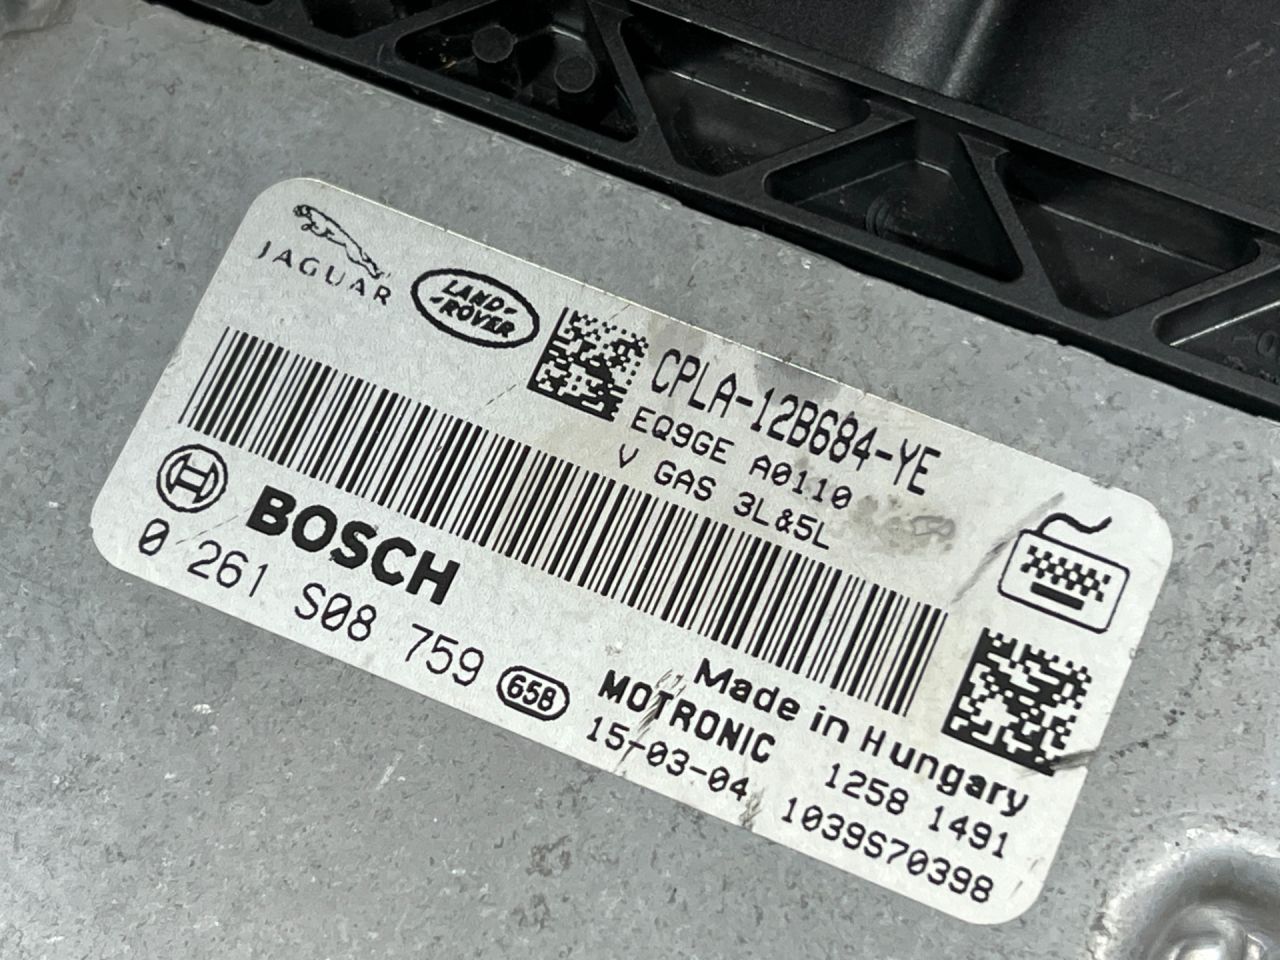 JAGUAR
LAND
ROVER
CPLA-12B684-YE
EQ9GE A0110
V GAS 3L&5L
BOSCH
0 261 S08 759
658
Made in Hungary
MOTRONIC 1258 1491
15-03-04 1039S70398